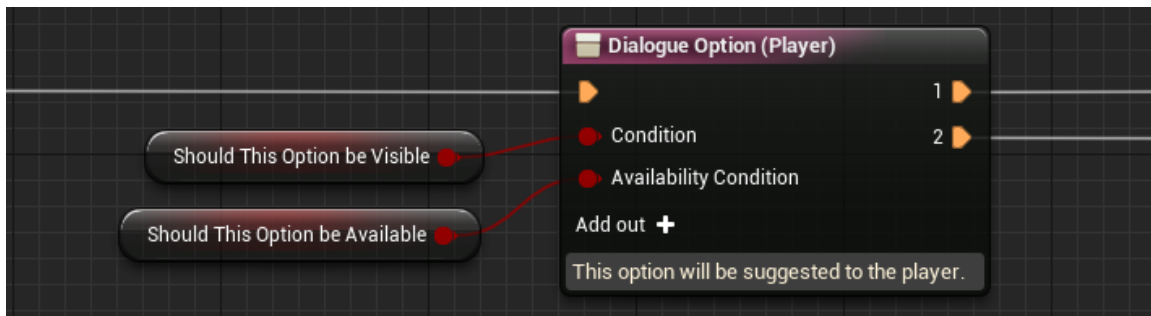 Dialogue Option (Player)
1
Condition
2
Should This Option be Visible
Availability Condition
Should This Option be Available
Add out
This option will be suggested to the player.